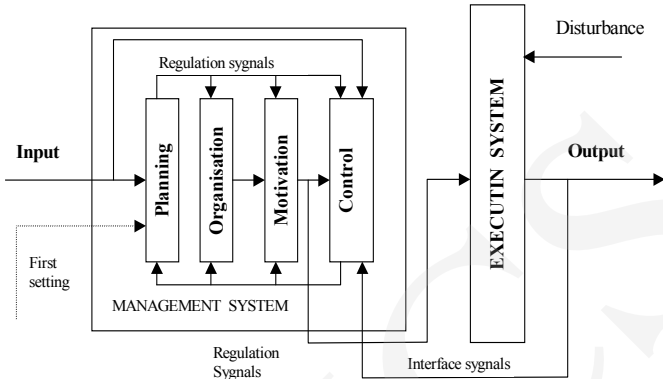 Disturbance
Regulation sygnals
Input
Planning
Organisation
Motivation
Control
EXECUTIN SYSTEM
Output
First
setting
MANAGEMENT SYSTEM
Regulation
Sygnals
Interface sygnals